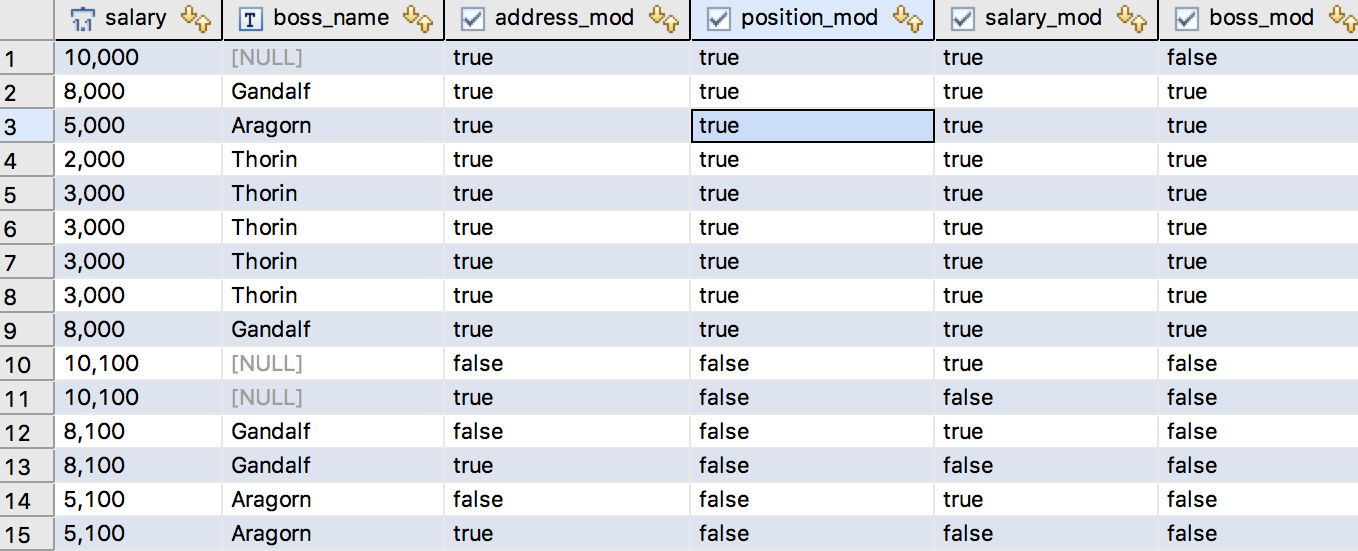 1.1 salary T boss_name address_mod position_mod salary_mod boss_mod
1 10,000 [NULL] true true true false
2 8,000 Gandalf true true true true
3 5,000 Aragorn true true true true
4 2,000 Thorin true true true true
5 3,000 Thorin true true true true
6 3,000 Thorin true true true true
7 3,000 Thorin true true true true
8 3,000 Thorin true true true true
9 8,000 Gandalf true true true true
10 10,100 [NULL] false false true false
11 10,100 [NULL] true false false false
12 8,100 Gandalf false false true false
13 8,100 Gandalf true false false false
14 5,100 Aragorn false false true false
15 5,100 Aragorn true false false false